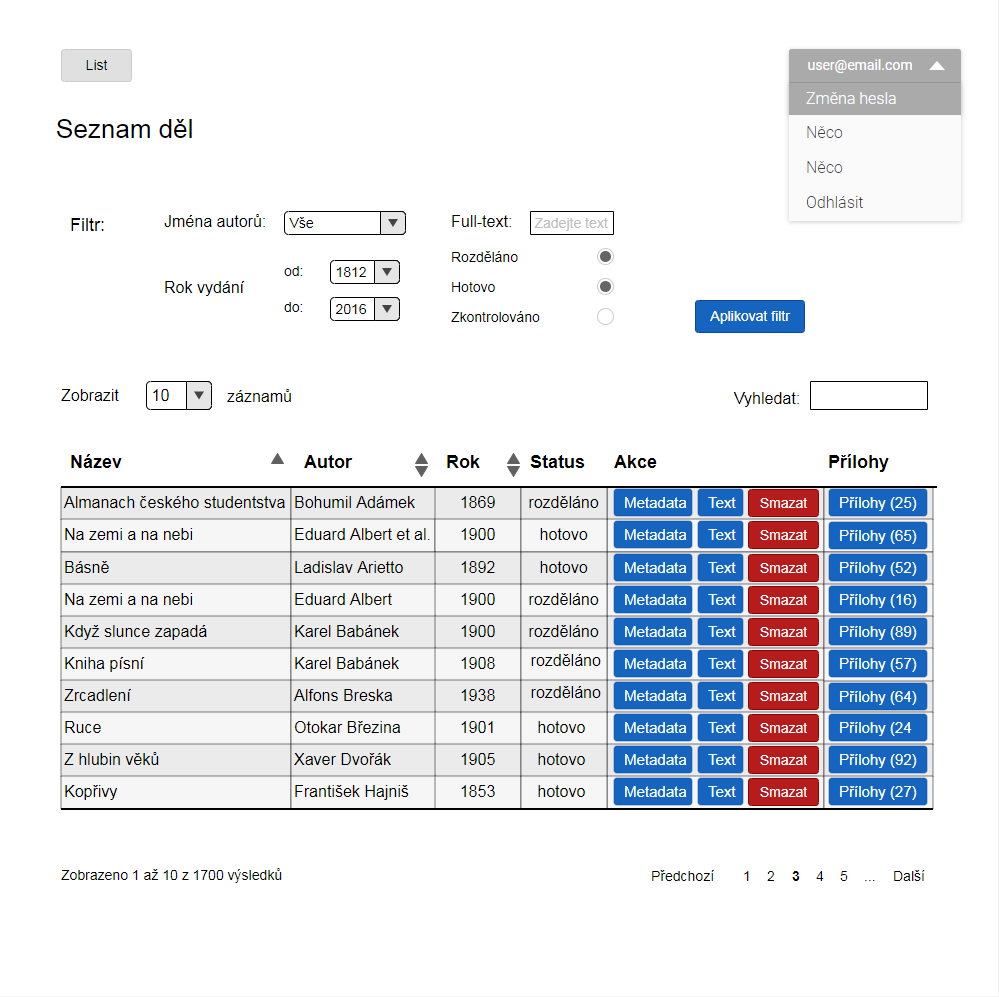 List
user@email.com
Změna hesla
Něco
Něco
Odhlásit
Seznam děl
Filtr:
Jména autorů: Vše
Rok vydání
od: 1812
do: 2016
Full-text: Zadejte text
Rozděláno
Hotovo
Zkontrolováno
Aplikovat filtr
Zobrazit 10 záznamů
Vyhledat:
Název Autor Rok Status Akce Přílohy
Almanach českého studentstva Bohumil Adámek 1869 rozděláno Metadata Text Smazat Přílohy (25)
Na zemi a na nebi Eduard Albert et al. 1900 hotovo Metadata Text Smazat Přílohy (65)
Básně Ladislav Arietto 1892 hotovo Metadata Text Smazat Přílohy (52)
Na zemi a na nebi Eduard Albert 1900 rozděláno Metadata Text Smazat Přílohy (16)
Když slunce zapadá Karel Babánek 1900 rozděláno Metadata Text Smazat Přílohy (89)
Kniha písní Karel Babánek 1908 rozděláno Metadata Text Smazat Přílohy (57)
Zrcadlení Alfons Breska 1938 rozděláno Metadata Text Smazat Přílohy (64)
Ruce Otokar Březina 1901 hotovo Metadata Text Smazat Přílohy (24
Z hlubin věků Xaver Dvořák 1905 hotovo Metadata Text Smazat Přílohy (92)
Kopřivy František Hajniš 1853 hotovo Metadata Text Smazat Přílohy (27)
Zobrazeno 1 až 10 z 1700 výsledků
Předchozí 1 2 3 4 5 ... Další